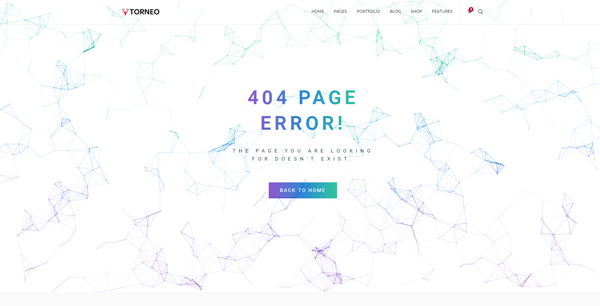 TORNEO
HOME PAGES PORTFOLIO BLOG SHOP FEATURES
404 PAGE
ERROR!
THE PAGE YOU ARE LOOKING
FOR DOESN'T EXIST.
BACK TO HOME